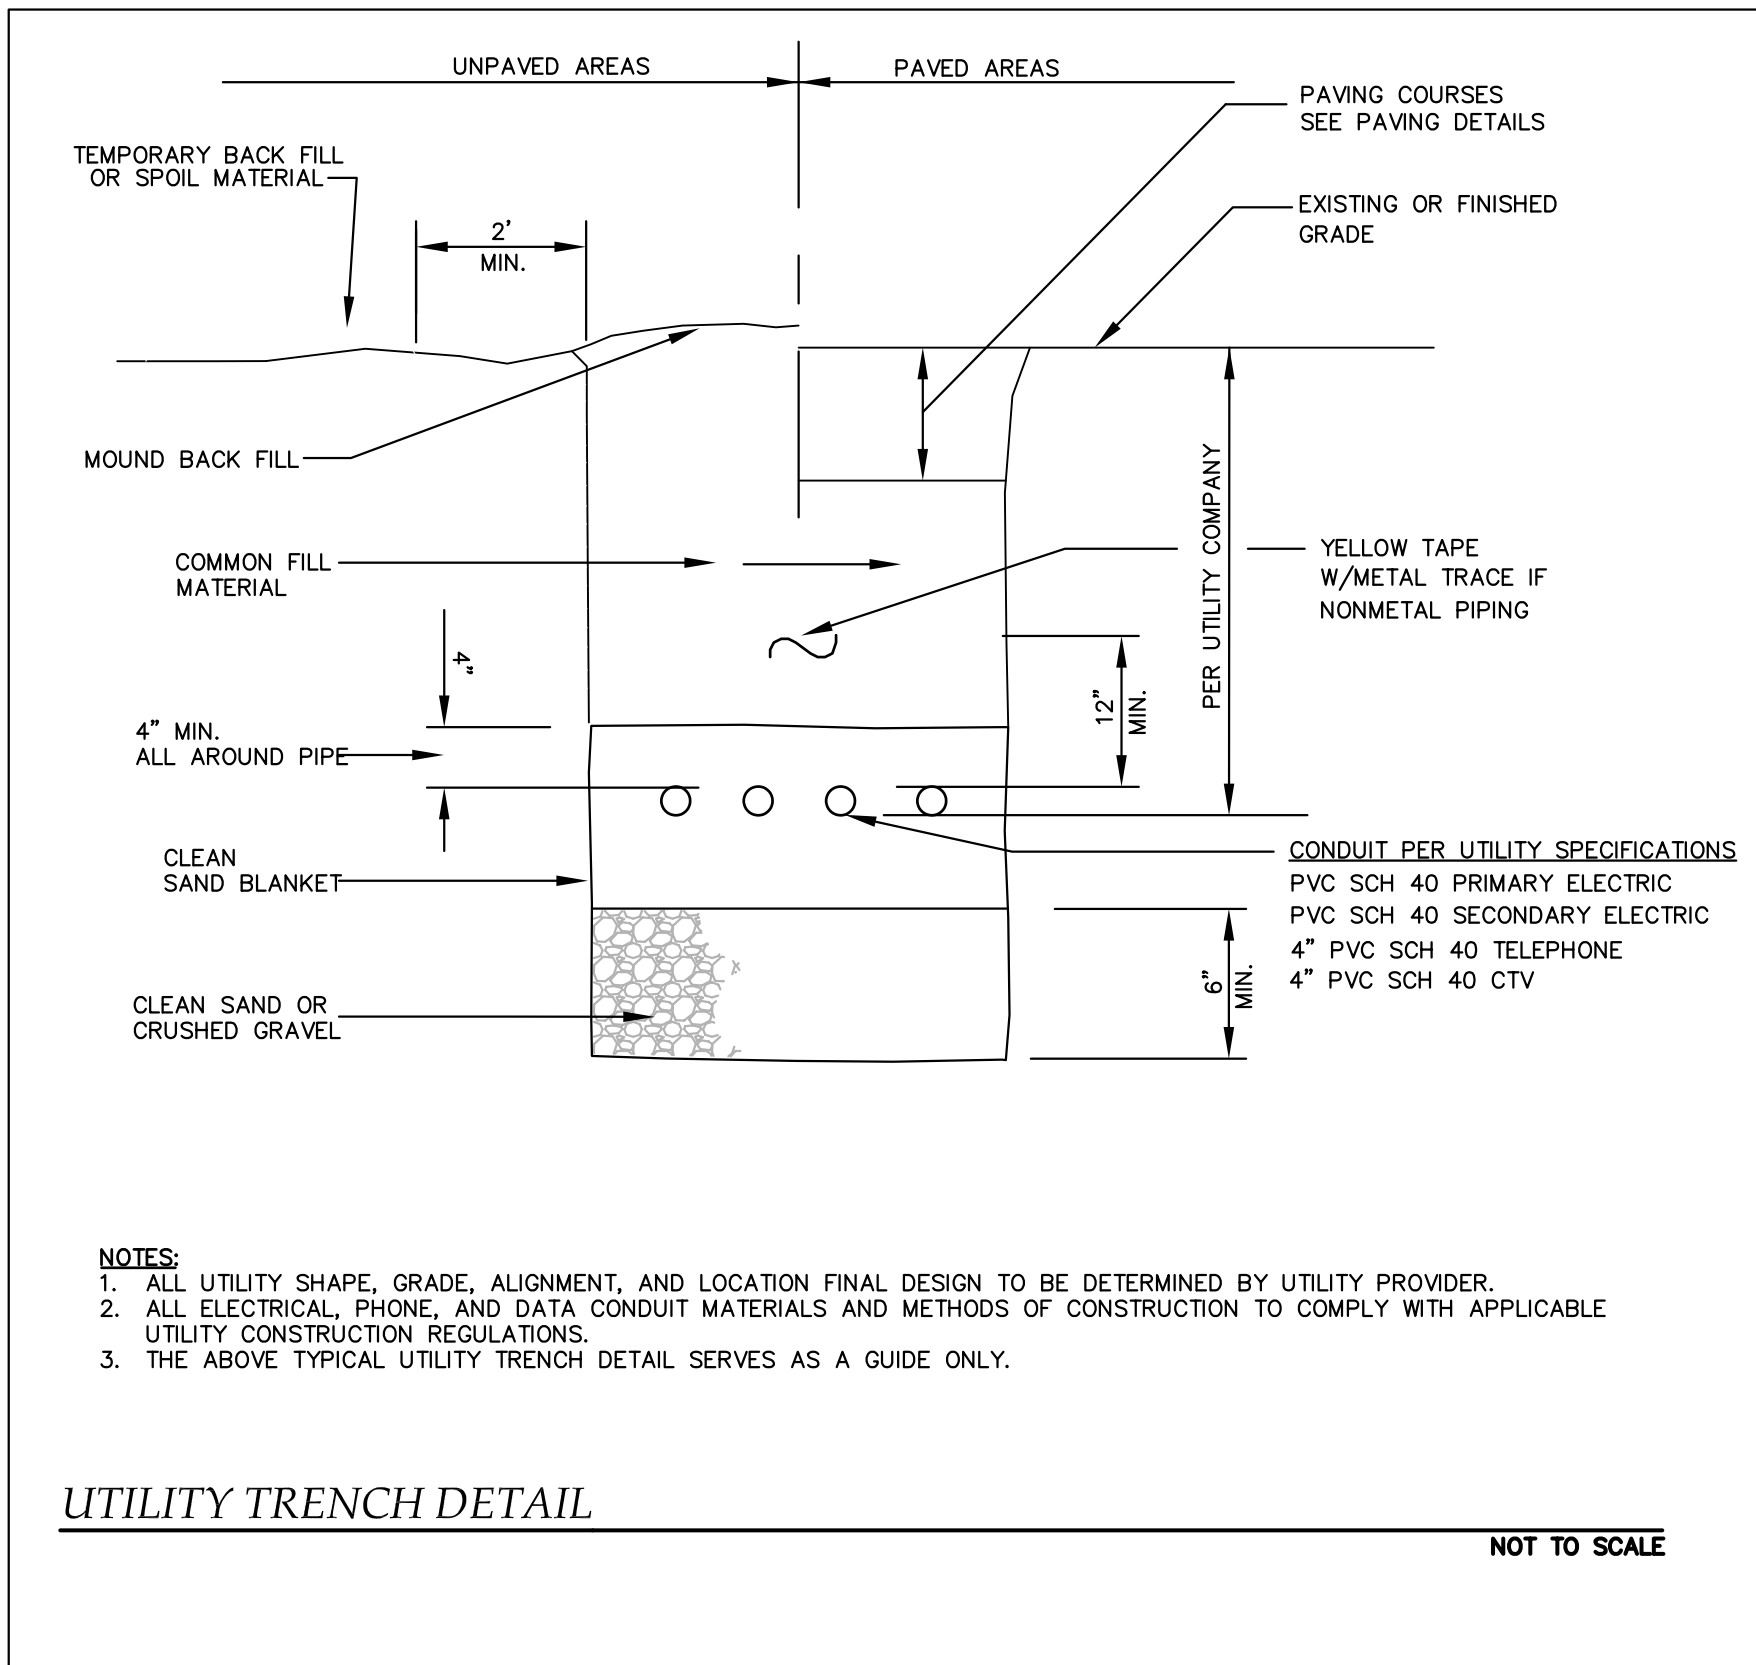 UNPAVED AREAS
PAVED AREAS
PAVING COURSES
SEE PAVING DETAILS
TEMPORARY BACK FILL
OR SPOIL MATERIAL
EXISTING OR FINISHED
GRADE
2'
MIN.
MOUND BACK FILL
PER UTILITY COMPANY
COMMON FILL
MATERIAL
YELLOW TAPE
W/METAL TRACE IF
NONMETAL PIPING
4"
12"
MIN.
4" MIN.
ALL AROUND PIPE
CLEAN
SAND BLANKET
CONDUIT PER UTILITY SPECIFICATIONS
PVC SCH 40 PRIMARY ELECTRIC
PVC SCH 40 SECONDARY ELECTRIC
4" PVC SCH 40 TELEPHONE
4" PVC SCH 40 CTV
6"
MIN.
CLEAN SAND OR
CRUSHED GRAVEL
NOTES:
1. ALL UTILITY SHAPE, GRADE, ALIGNMENT, AND LOCATION FINAL DESIGN TO BE DETERMINED BY UTILITY PROVIDER.
2. ALL ELECTRICAL, PHONE, AND DATA CONDUIT MATERIALS AND METHODS OF CONSTRUCTION TO COMPLY WITH APPLICABLE
UTILITY CONSTRUCTION REGULATIONS.
3. THE ABOVE TYPICAL UTILITY TRENCH DETAIL SERVES AS A GUIDE ONLY.
UTILITY TRENCH DETAIL
NOT TO SCALE